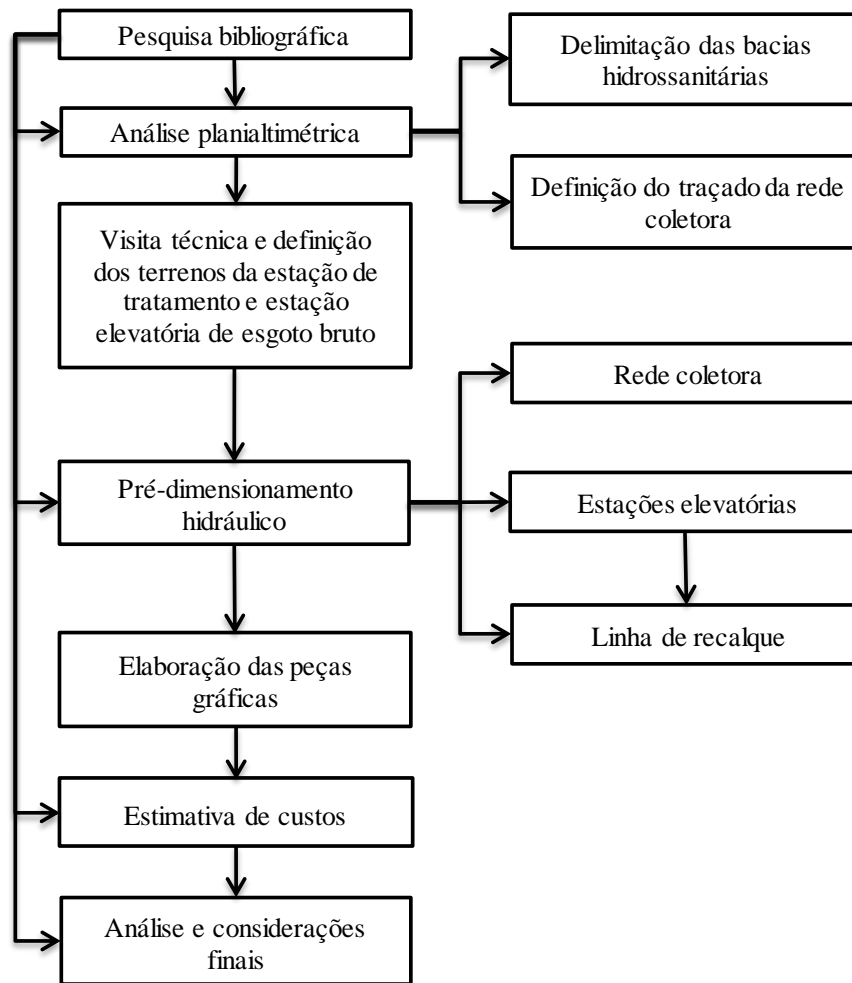 Pesquisa bibliográfica
Análise planialtimétrica
Delimitação das bacias
hidrossanitárias
Definição do traçado da rede
coletora
Visita técnica e definição
dos terrenos da estação de
tratamento e estação
elevatória de esgoto bruto
Pré-dimensionamento
hidráulico
Rede coletora
Estações elevatórias
Linha de recalque
Elaboração das peças
gráficas
Estimativa de custos
Análise e considerações
finais